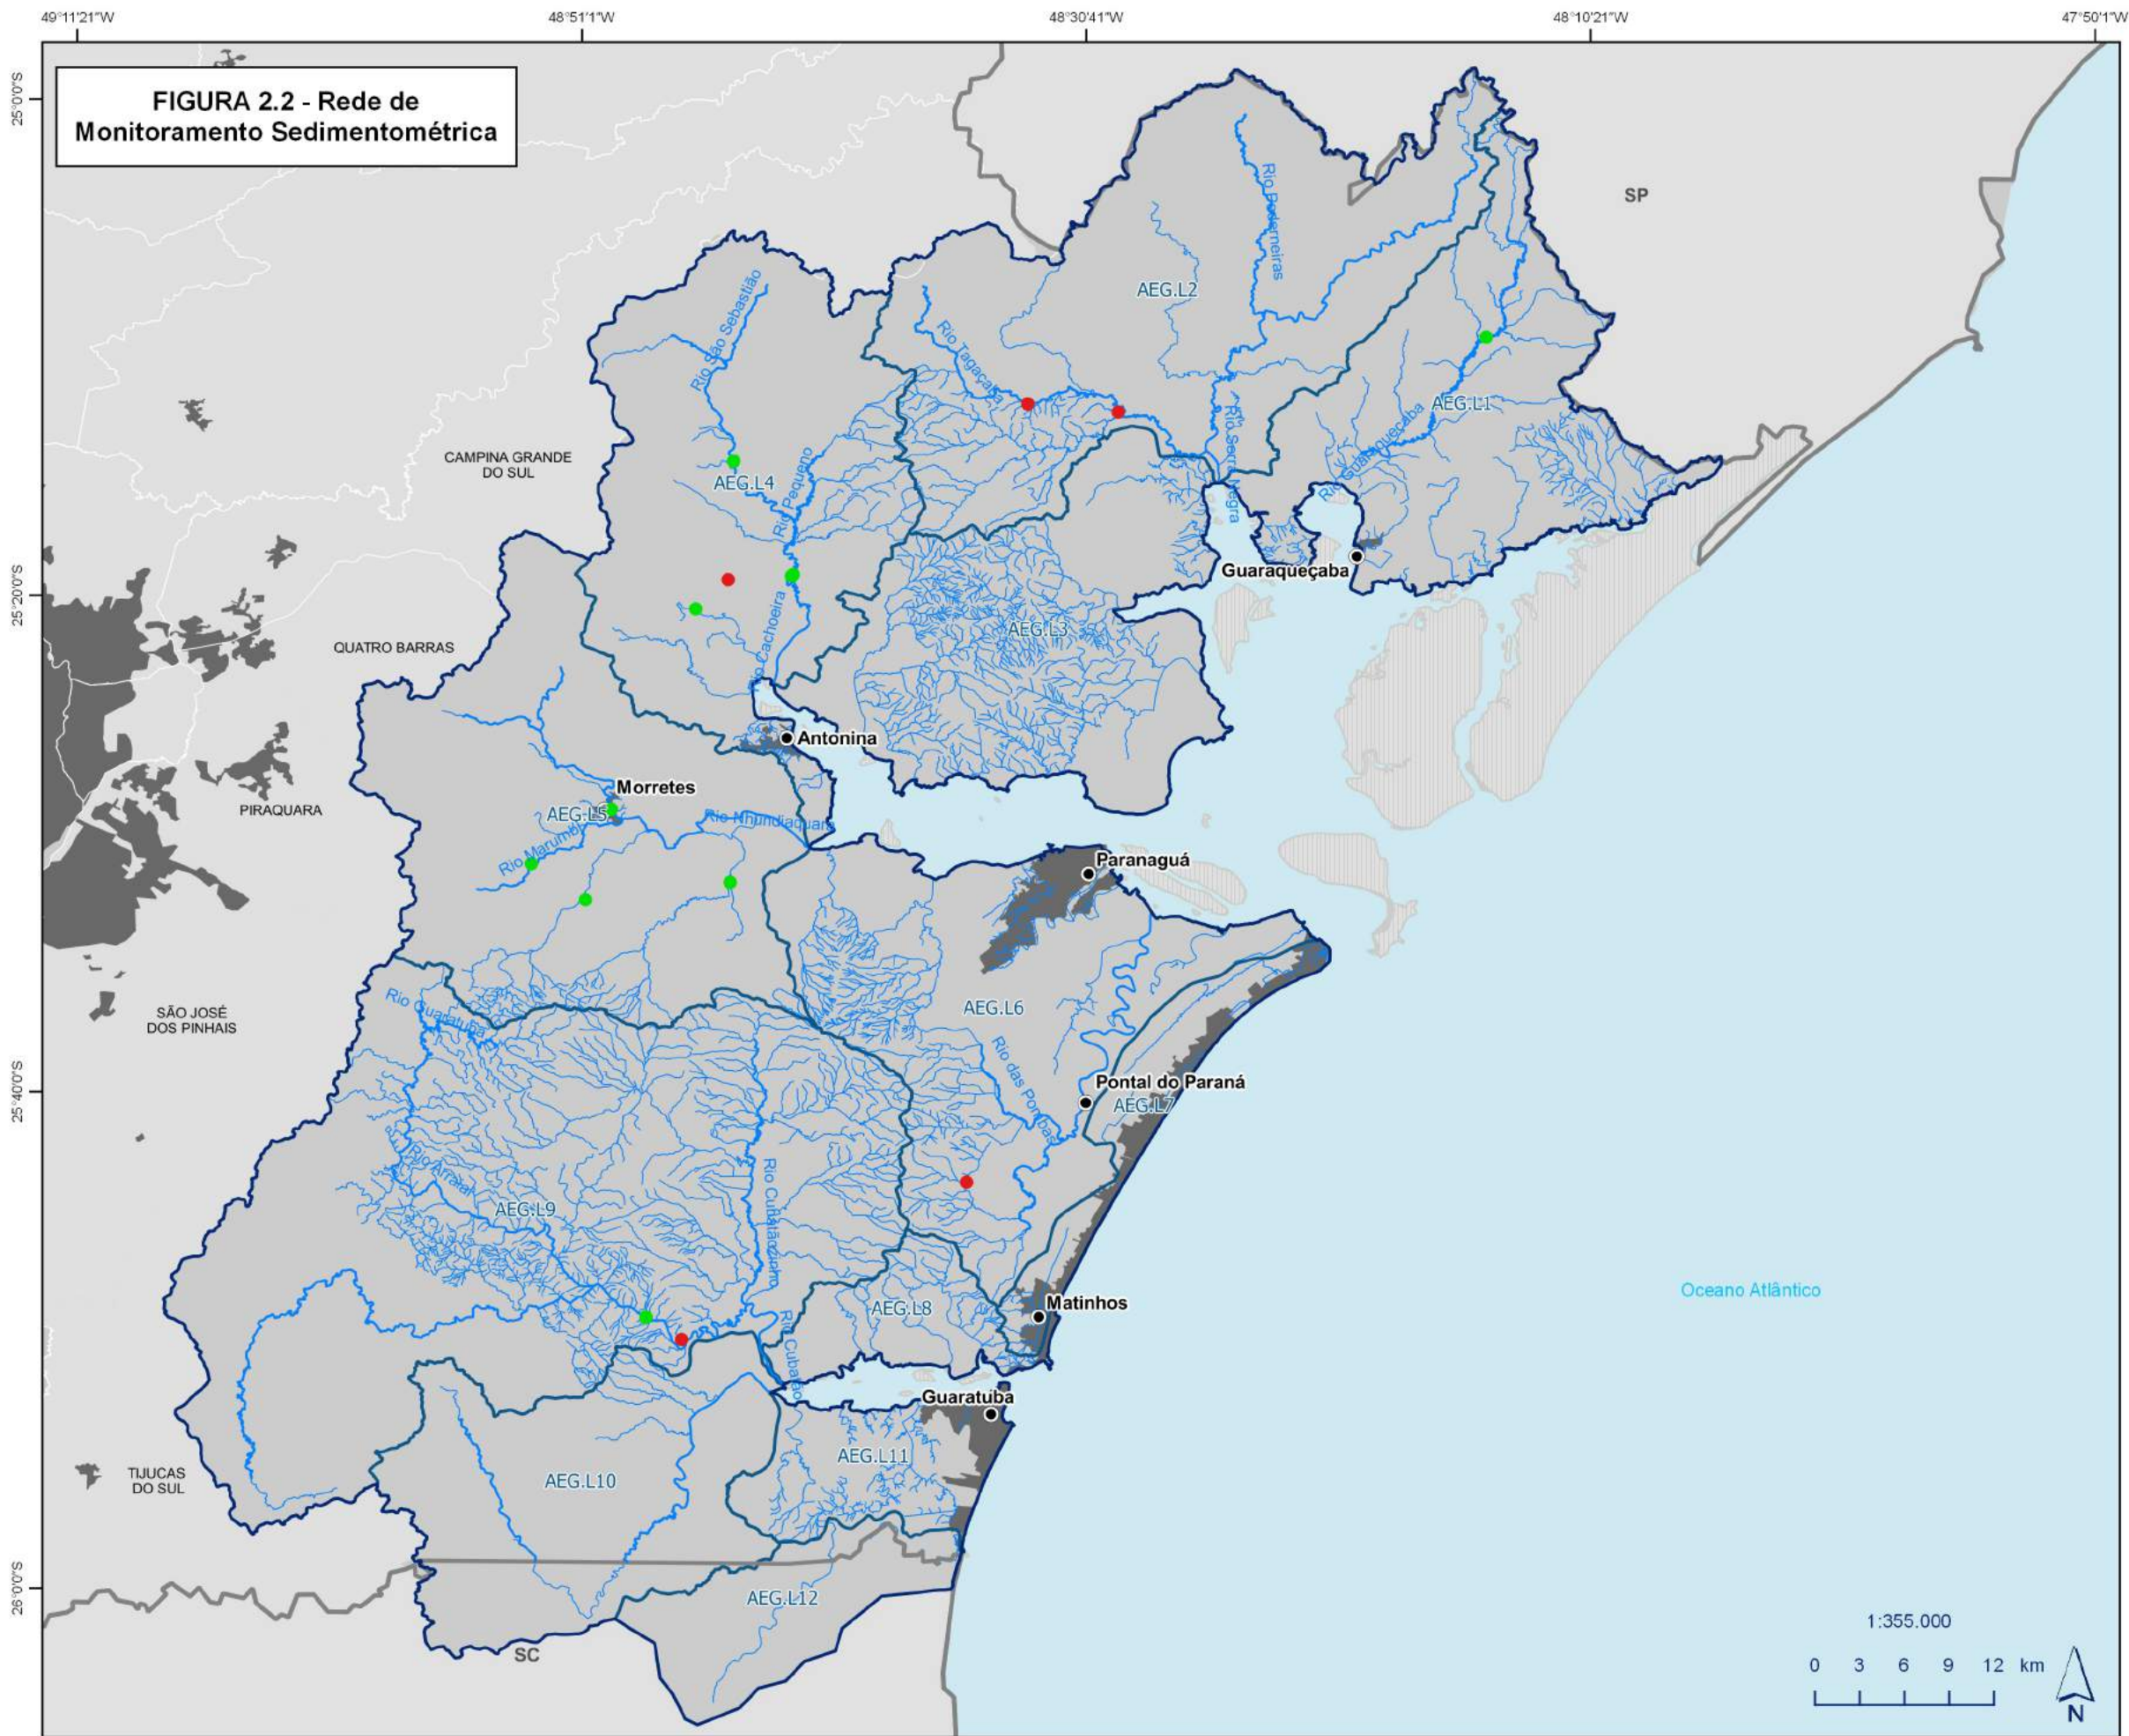 49°11'21"W
48°51'1"W
48°30'41"W
48°10'21"W
47°50'1"W
FIGURA 2.2 - Rede de
Monitoramento Sedimentométrica
25°0'0"S
SP
Rio Bederneiras
Rio São Sebastião
AEG.L2
Rio Tagaçaba
AEG.L1
Rio Guaraqueçaba
Rio Serra Negra
CAMPINA GRANDE
DO SUL
AEG.L4
Rio Pequeno
Guaraqueçaba
25°20'0"S
QUATRO BARRAS
Rio Cachoeira
AEG.L3
Antonina
Morretes
PIRAQUARA
AEG.L5
Rio Nhundiaquara
Rio Marumbi
Paranaguá
SÃO JOSÉ
DOS PINHAIS
Rio Guaratuba
AEG.L6
Rio das Pombas
25°40'0"S
Pontal do Paraná
AEG.L7
Rio Arraial
AEG.L9
Rio Cubatãozinho
Oceano Atlântico
AEG.L8
Matinhos
Rio Cubatão
Guaratuba
AEG.L11
TIJUCAS
DO SUL
AEG.L10
26°0'0"S
AEG.L12
SC
1:355.000
0 3 6 9 12 km
N